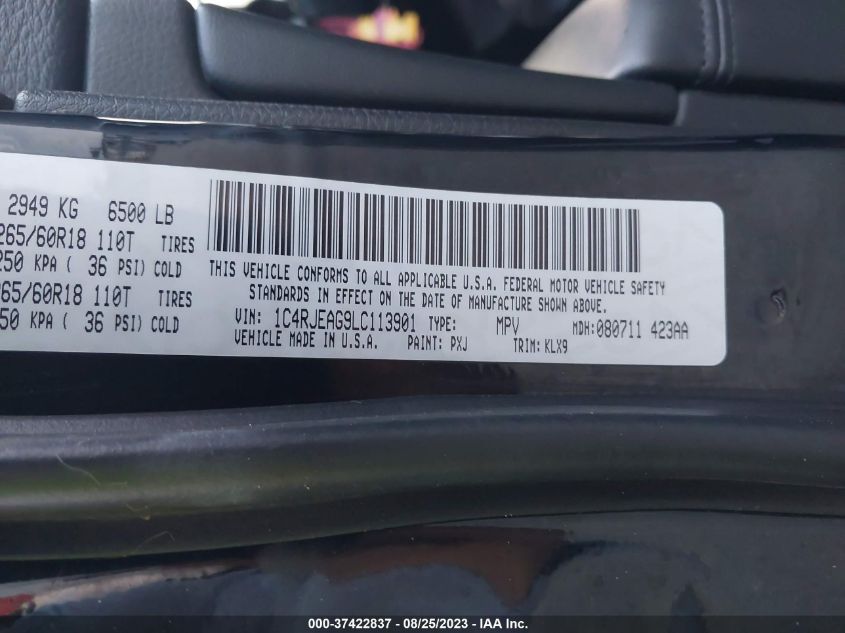 2949 KG 6500 LB
265/60R18 110T TIRES
250 KPA ( 36 PSI) COLD
265/60R18 110T TIRES
250 KPA ( 36 PSI) COLD
THIS VEHICLE CONFORMS TO ALL APPLICABLE U.S.A. FEDERAL MOTOR VEHICLE SAFETY
STANDARDS IN EFFECT ON THE DATE OF MANUFACTURE SHOWN ABOVE.
VIN: 1C4RJEAG9LC113901 TYPE: MPV MDH:080711 423AA
VEHICLE MADE IN U.S.A. PAINT: PXJ TRIM: KLX9
000-37422837 - 08/25/2023 - IAA Inc.